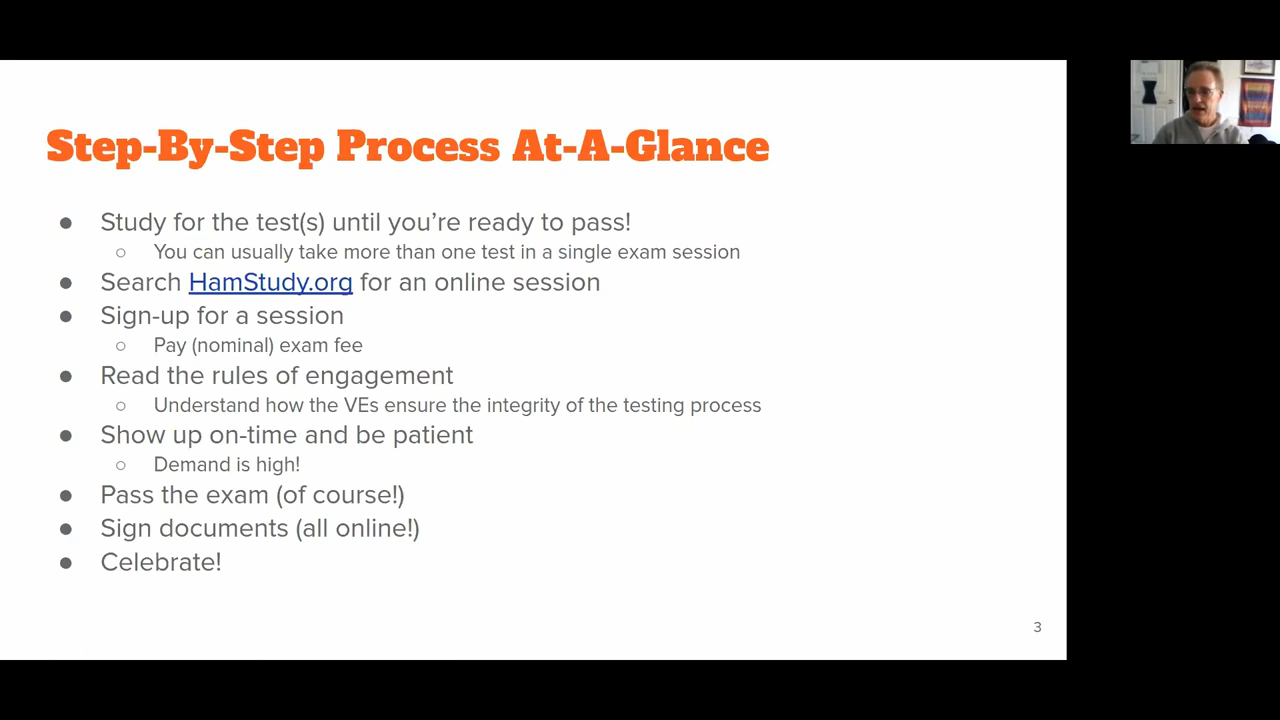 Step-By-Step Process At-A-Glance
● Study for the test(s) until you're ready to pass!
○ You can usually take more than one test in a single exam session
● Search HamStudy.org for an online session
● Sign-up for a session
○ Pay (nominal) exam fee
● Read the rules of engagement
○ Understand how the VEs ensure the integrity of the testing process
● Show up on-time and be patient
○ Demand is high!
● Pass the exam (of course!)
● Sign documents (all online!)
● Celebrate!
3